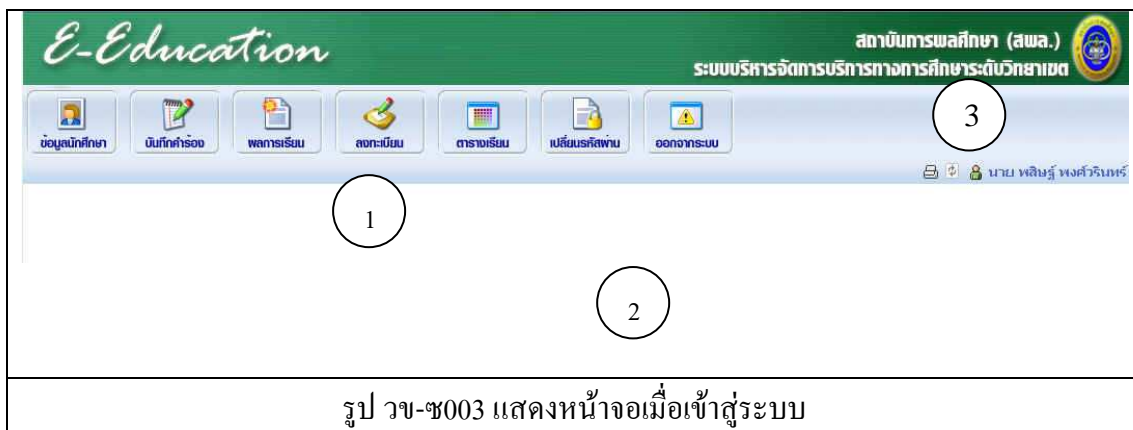 E-Education
สถาบันการพลศึกษา (สพล.)
ระบบบริหารจัดการบริการทางการศึกษาระดับวิทยาเขต
3
ข้อมูลนักศึกษา บันทึกคำร้อง ผลการเรียน ลงทะเบียน ตารางเรียน เปลี่ยนรหัสผ่าน ออกจากระบบ
นาย พสิษฐ์ พงศ์วรินทร์
1
2
รูป วข-ซ003 แสดงหน้าจอเมื่อเข้าสู่ระบบ